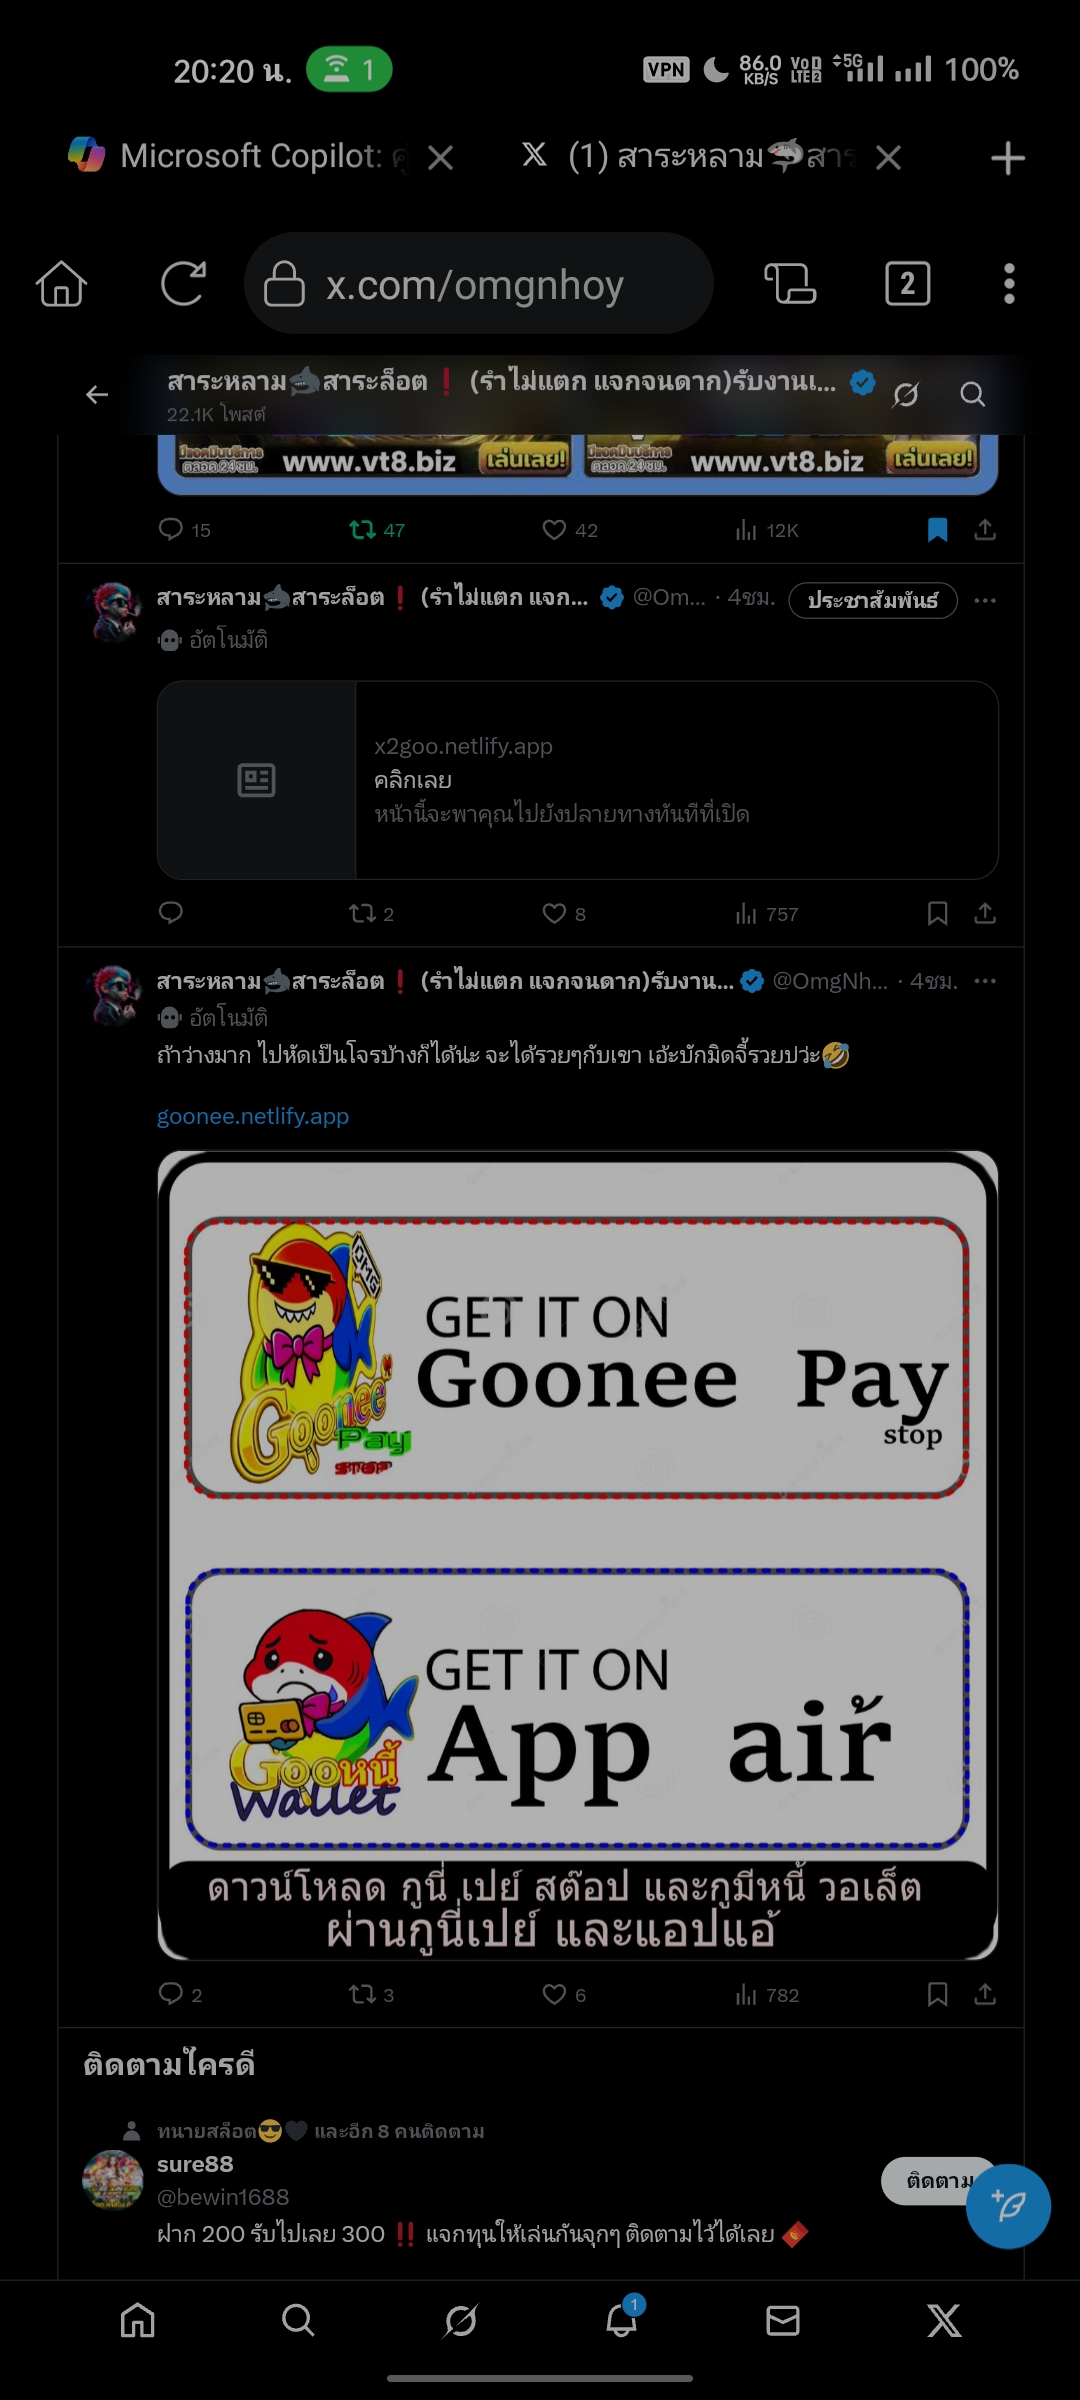 20:20 น. 1 VPN 86.0 KB/S VoD LTE2 5G 100%
Microsoft Copilot: (1) สาระหลาม🦈สาร
x.com/omgnhoy 2
สาระหลาม🦈สาระล็อต❗ (รำไม่แตก แจกจนดาก)รับงานเ...
22.1K โพสต์
www.vt8.biz เล่นเลย! www.vt8.biz เล่นเลย!
15 47 42 12K
สาระหลาม🦈สาระล็อต❗ (รำไม่แตก แจก... @Om... · 4ชม. ประชาสัมพันธ์
อัตโนมัติ
x2goo.netlify.app
คลิกเลย
หน้านี้จะพาคุณไปยังปลายทางทันทีที่เปิด
2 8 757
สาระหลาม🦈สาระล็อต❗ (รำไม่แตก แจกจนดาก)รับงาน... @OmgNh... · 4ชม.
อัตโนมัติ
ถ้าว่างมาก ไปหัดเป็นโจรบ้างก็ได้น่ะ จะได้รวยๆกับเขา เอ้ะบักมิดจี้รวยปว่ะ🤣
goonee.netlify.app
OMG
GET IT ON
Goonee Pay
stop
Goonee
Pay
STOP
GET IT ON
App air้
Gooหนี้
Wallet
ดาวน์โหลด กูนี่ เปย์ สต๊อป และกูมีหนี้ วอเล็ต
ผ่านกูนี่เปย์ และแอปแอ้
2 3 6 782
ติดตามใครดี
ทนายสล็อต😎🖤 และอีก 8 คนติดตาม
sure88
@bewin1688
ติดตาม
ฝาก 200 รับไปเลย 300 ‼️ แจกทุนให้เล่นกันจุกๆ ติดตามไว้ได้เลย 🧧
1